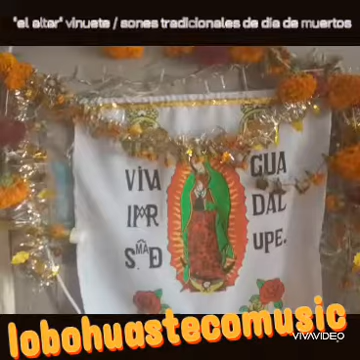 "el altar" vinuete / sones tradicionales de dia de muertos
VIVA
GUA
DAL
UPE.
VIVAVIDEO
lobohuastecomusic